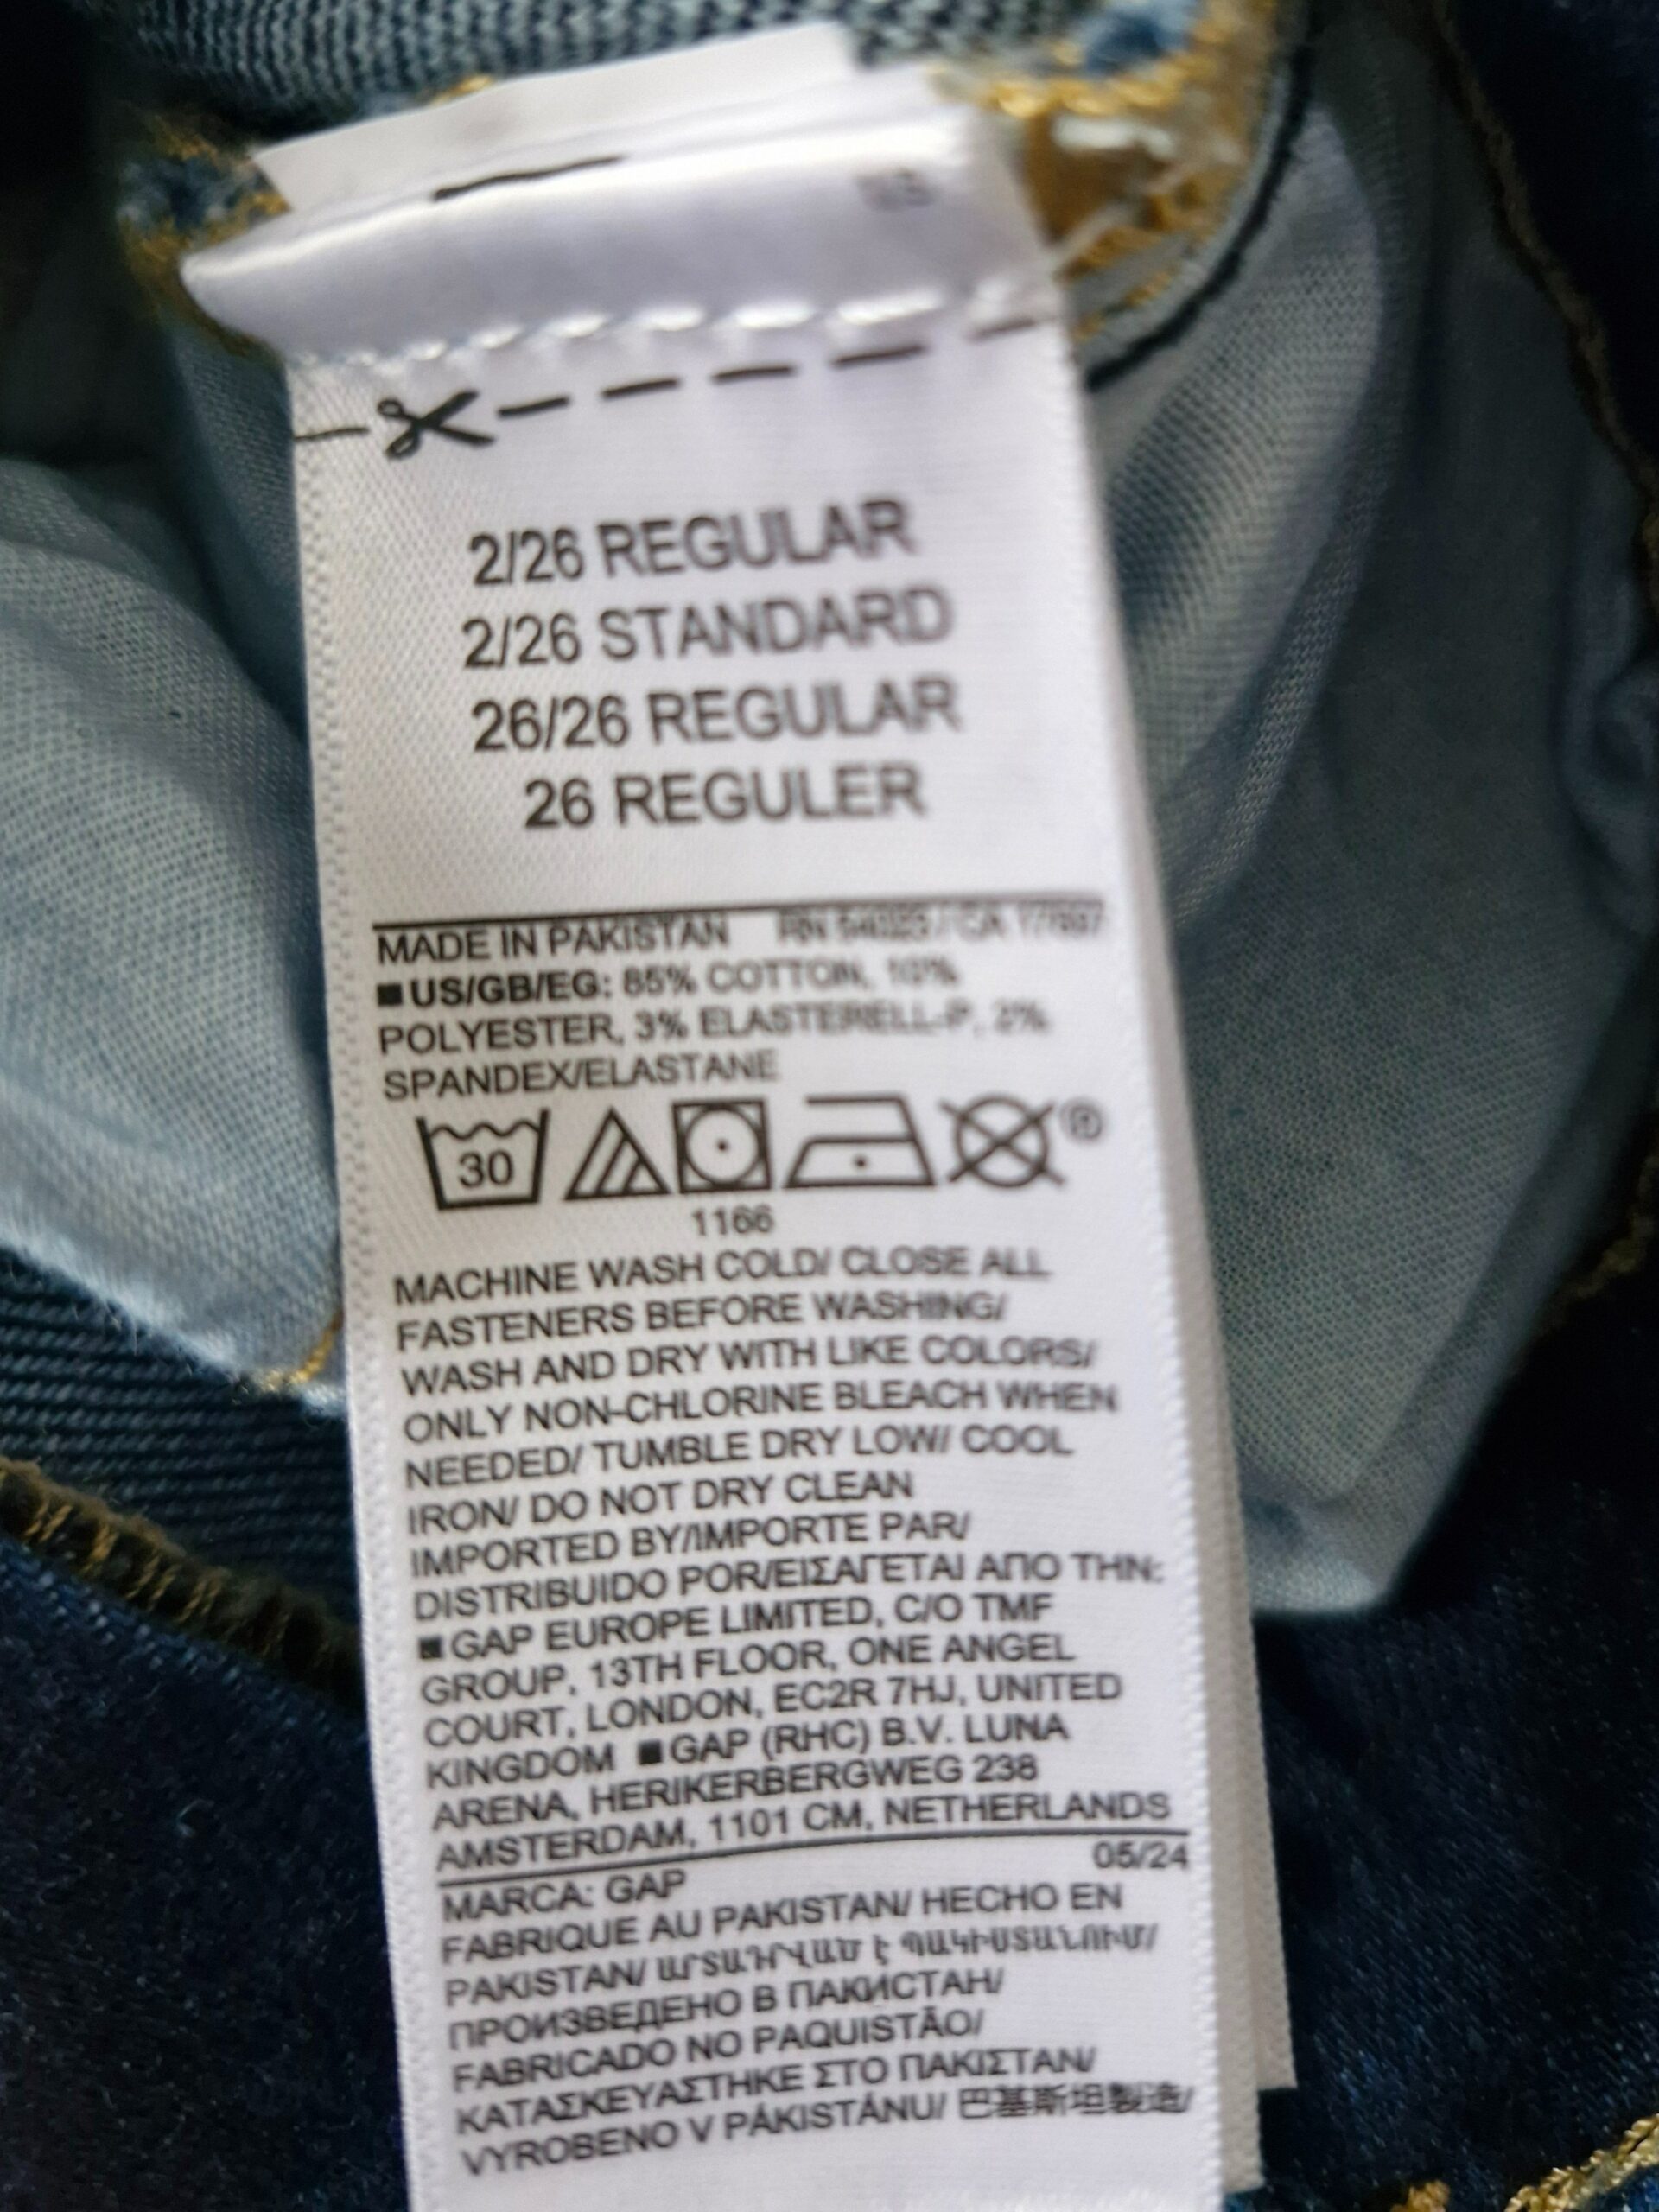 2/26 REGULAR
2/26 STANDARD
26/26 REGULAR
26 REGULER
MADE IN PAKISTAN RN 54023 / CA 17897
■ US/GB/EG: 85% COTTON, 10%
POLYESTER, 3% ELASTERELL-P, 2%
SPANDEX/ELASTANE
30
®
1166
MACHINE WASH COLD/ CLOSE ALL
FASTENERS BEFORE WASHING/
WASH AND DRY WITH LIKE COLORS/
ONLY NON-CHLORINE BLEACH WHEN
NEEDED/ TUMBLE DRY LOW/ COOL
IRON/ DO NOT DRY CLEAN
IMPORTED BY/IMPORTE PAR/
DISTRIBUIDO POR/ΕΙΣΑΓΕΤΑΙ ΑΠΟ ΤΗΝ:
■ GAP EUROPE LIMITED, C/O TMF
GROUP, 13TH FLOOR, ONE ANGEL
COURT, LONDON, EC2R 7HJ, UNITED
KINGDOM ■ GAP (RHC) B.V. LUNA
ARENA, HERIKERBERGWEG 238
AMSTERDAM, 1101 CM, NETHERLANDS
05/24
MARCA: GAP
FABRIQUE AU PAKISTAN/ HECHO EN
PAKISTAN/ ԱՐՏԱԴՐՎԱԾ է ՊԱԿԻՍՏԱՆՈՒՄ/
ПРОИЗВЕДЕНО В ПАКИСТАН/
FABRICADO NO PAQUISTÃO/
ΚΑΤΑΣΚΕΥΑΣΤΗΚΕ ΣΤΟ ΠΑΚΙΣΤΑΝ/
VYROBENO V PÁKISTÁNU/ 巴基斯坦製造/